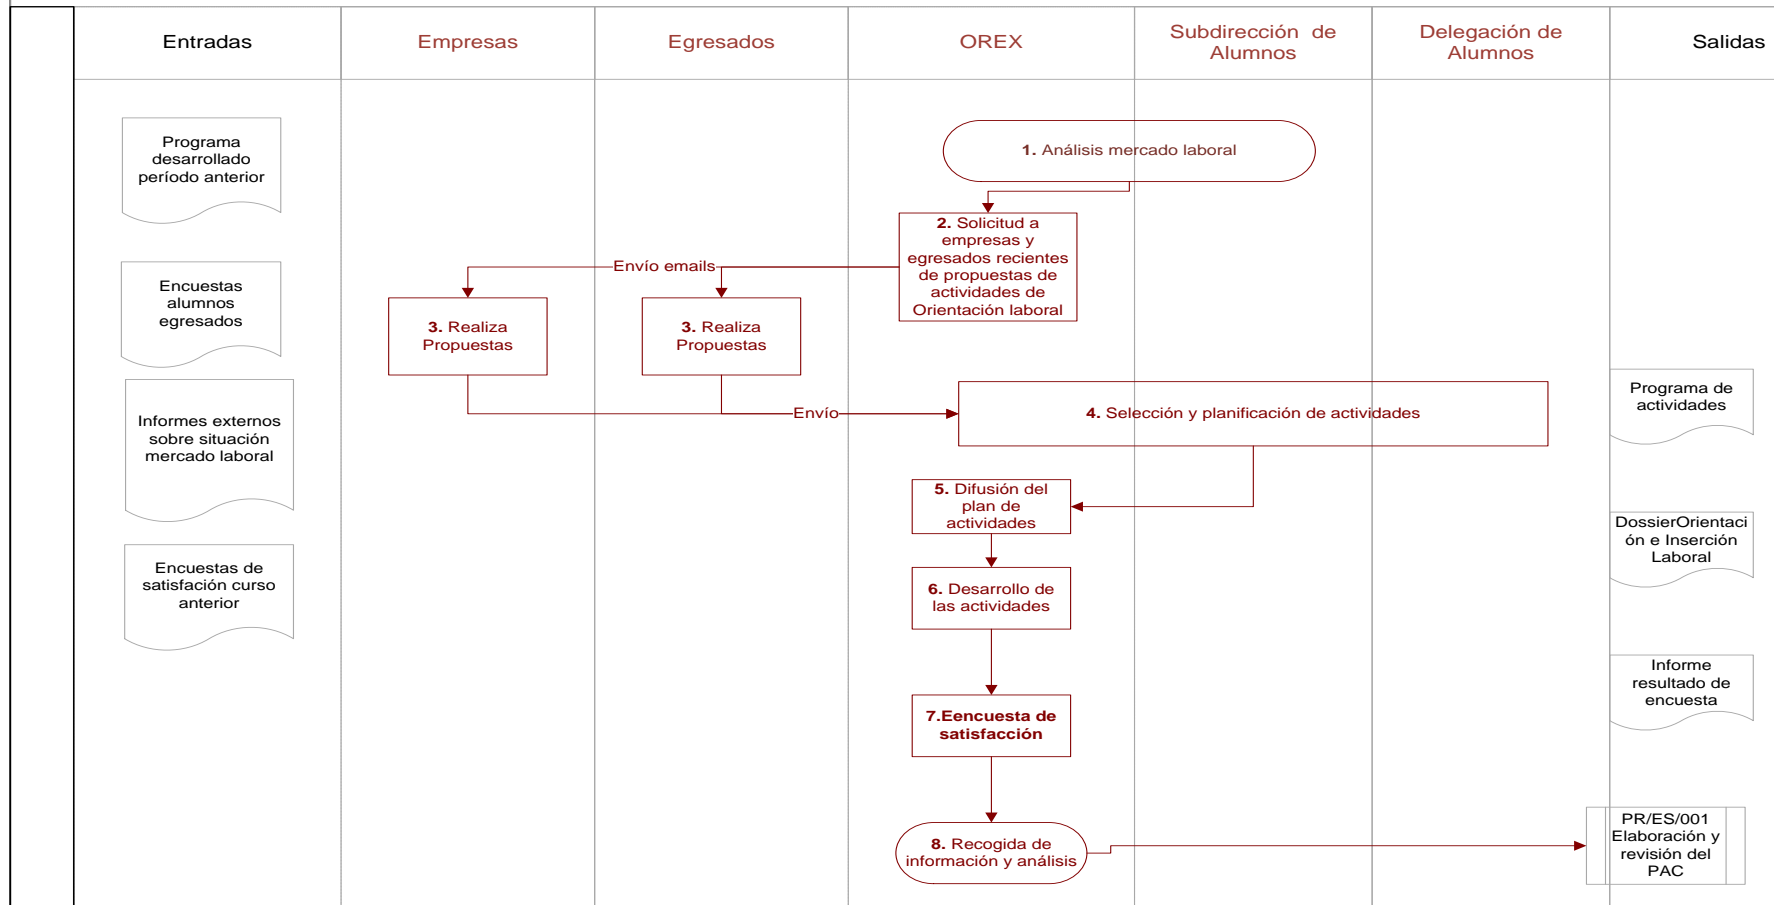 Entradas
Empresas
Egresados
OREX
Subdirección de
Alumnos
Delegación de
Alumnos
Salidas
Programa
desarrollado
período anterior
1. Análisis mercado laboral
2. Solicitud a
empresas y
egresados recientes
de propuestas de
actividades de
Orientación laboral
Envío emails
Encuestas
alumnos
egresados
3. Realiza
Propuestas
3. Realiza
Propuestas
Informes externos
sobre situación
mercado laboral
Envío
4. Selección y planificación de actividades
Programa de
actividades
5. Difusión del
plan de
actividades
DossierOrientaci
ón e Inserción
Laboral
Encuestas de
satisfación curso
anterior
6. Desarrollo de
las actividades
Informe
resultado de
encuesta
7.Eencuesta de
satisfacción
8. Recogida de
información y análisis
PR/ES/001
Elaboración y
revisión del
PAC